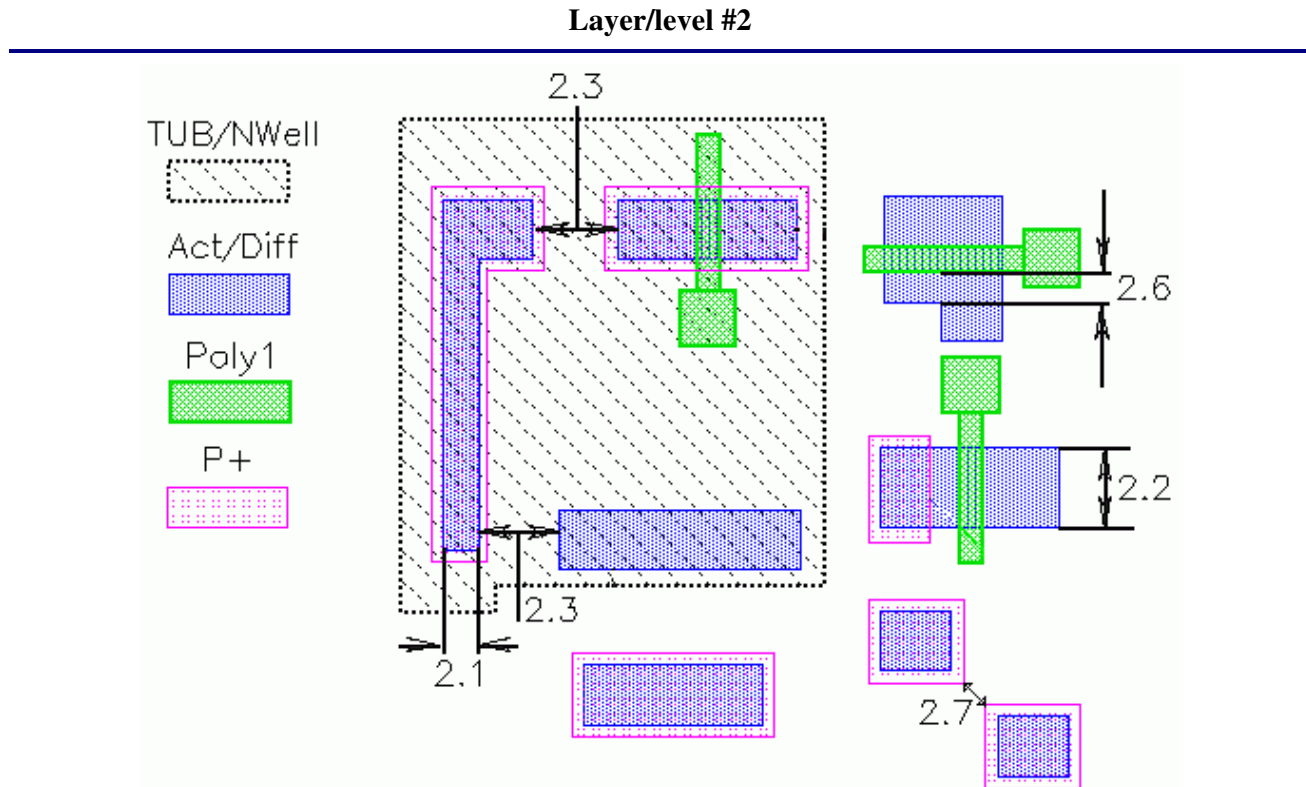 Layer/level #2
2.3
TUB/NWell
Act/Diff
Poly1
P+
2.6
2.2
2.3
2.1
2.7